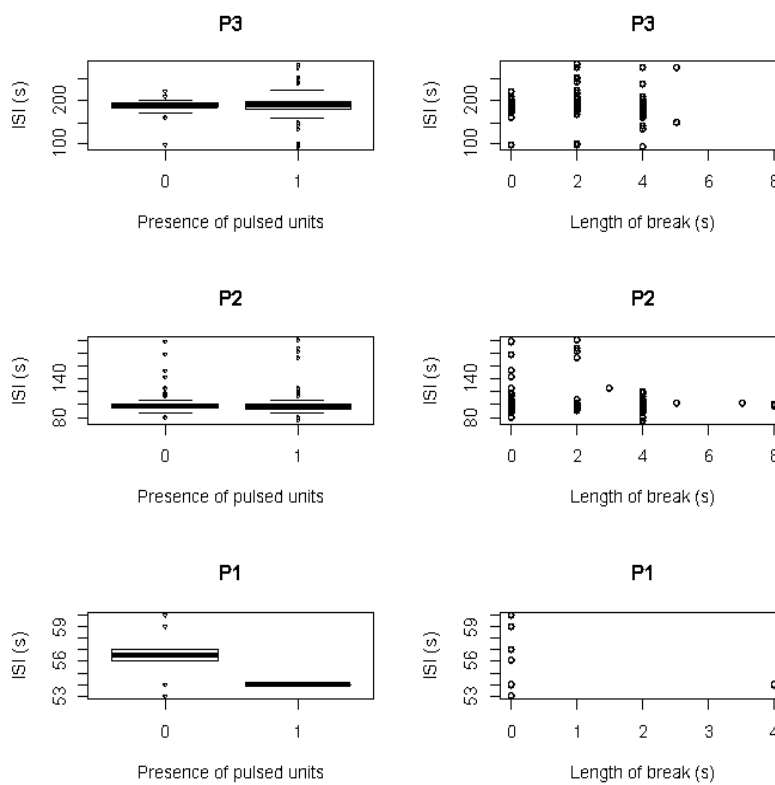 P3
ISI (s)
200
100
0 1
Presence of pulsed units
P3
ISI (s)
200
100
0 2 4 6 8
Length of break (s)
P2
ISI (s)
140
80
0 1
Presence of pulsed units
P2
ISI (s)
140
80
0 2 4 6 8
Length of break (s)
P1
ISI (s)
59
56
53
0 1
Presence of pulsed units
P1
ISI (s)
59
56
53
0 1 2 3 4
Length of break (s)